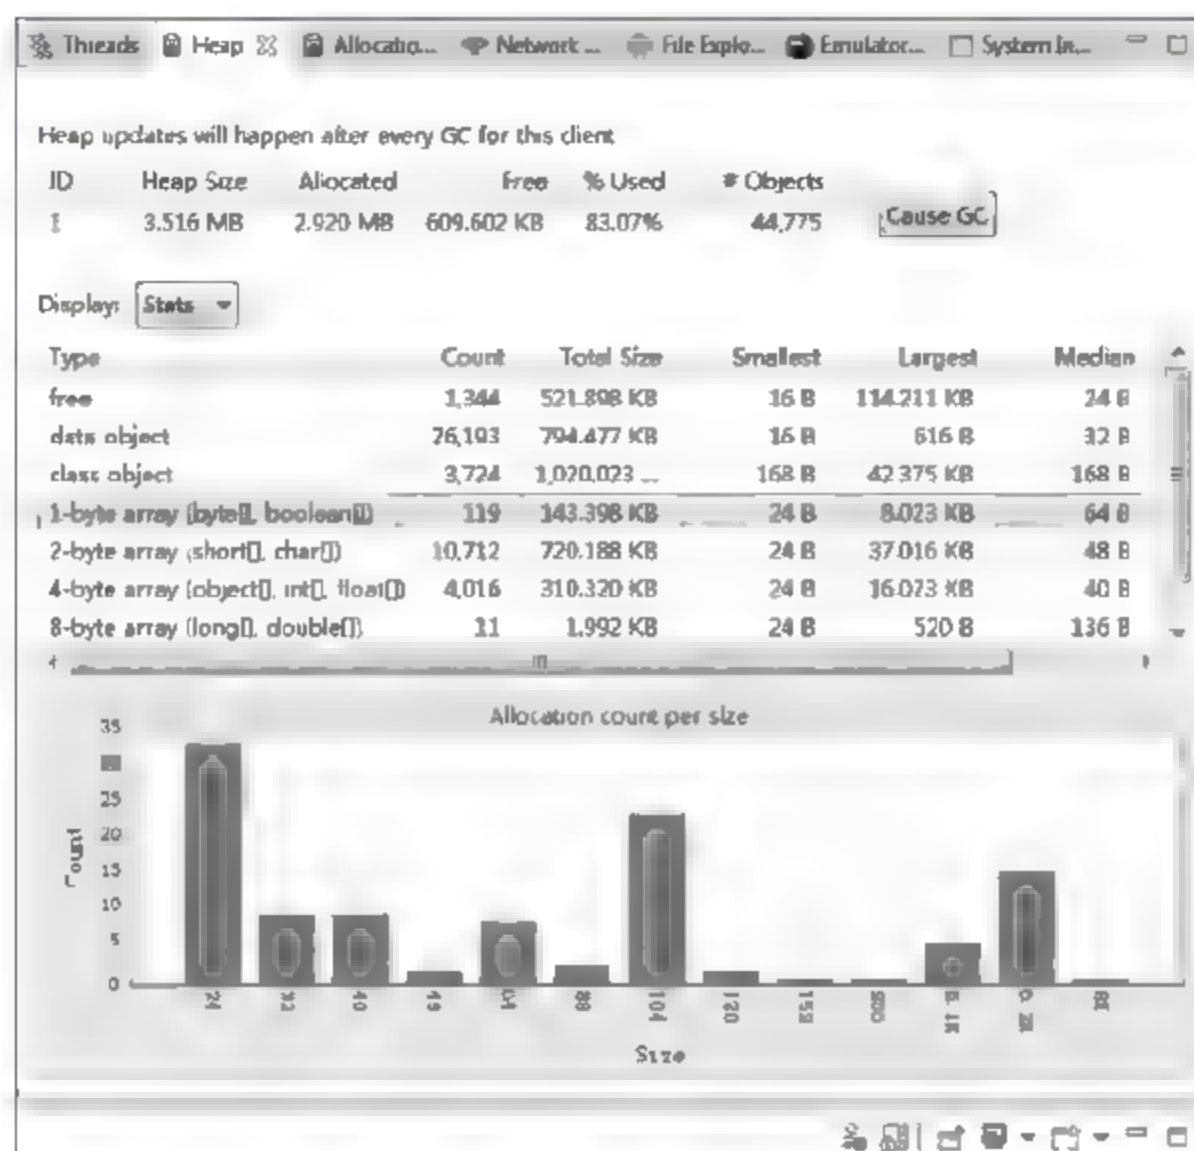 Threads Heap Allocatio... Network ... File Explo... Emulator... System In...
Heap updates will happen after every GC for this client
ID Heap Size Allocated Free % Used # Objects
1 3.516 MB 2.920 MB 609.602 KB 83.07% 44,775 Cause GC
Display: Stats
Type Count Total Size Smallest Largest Median
free 1,344 521.898 KB 16 B 114.211 KB 24 B
data object 26,193 794.477 KB 16 B 616 B 32 B
class object 3,724 1,020.023 ... 168 B 42.375 KB 168 B
1-byte array (byte[], boolean[]) 119 143.398 KB 24 B 8.023 KB 64 B
2-byte array (short[], char[]) 10,712 720.188 KB 24 B 37.016 KB 48 B
4-byte array (object[], int[], float[]) 4,016 310.320 KB 24 B 16.023 KB 40 B
8-byte array (long[], double[]) 11 1.992 KB 24 B 520 B 136 B
Allocation count per size
35
25
20
15
10
5
0
Count
24 32 40 88 104 120
Size